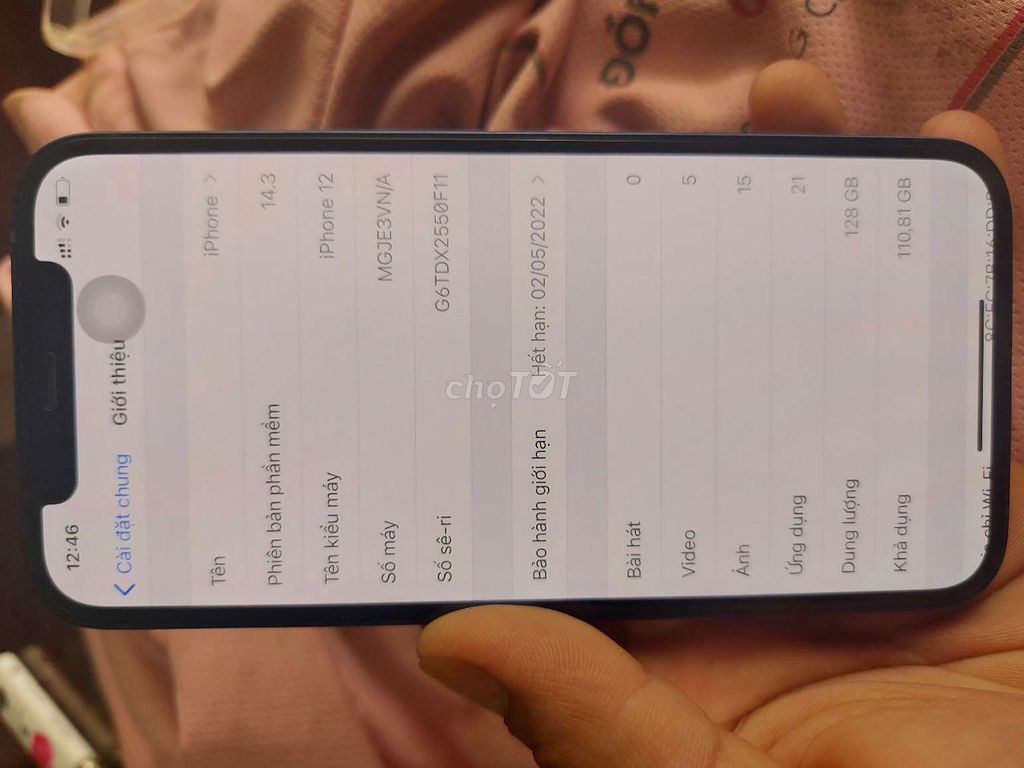 12:46
Cài đặt chung
Giới thiệu
Tên iPhone
Phiên bản phần mềm 14.3
Tên kiểu máy iPhone 12
Số máy MGJE3VN/A
Số sê-ri G6TDX2550F11
Bảo hành giới hạn Hết hạn: 02/05/2022
Bài hát 0
Video 5
Ảnh 15
Ứng dụng 21
Dung lượng 128 GB
Khả dụng 110,81 GB
chỉ Wi-Fi
chợTỐT